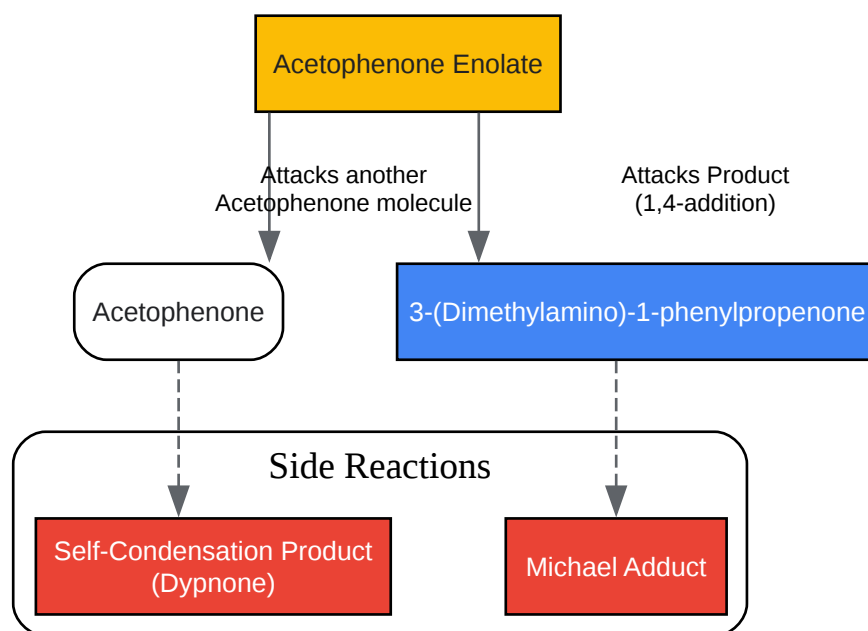 Acetophenone Enolate
Attacks another
Acetophenone molecule
Attacks Product
(1,4-addition)
Acetophenone
3-(Dimethylamino)-1-phenylpropenone
Side Reactions
Self-Condensation Product
(Dypnone)
Michael Adduct